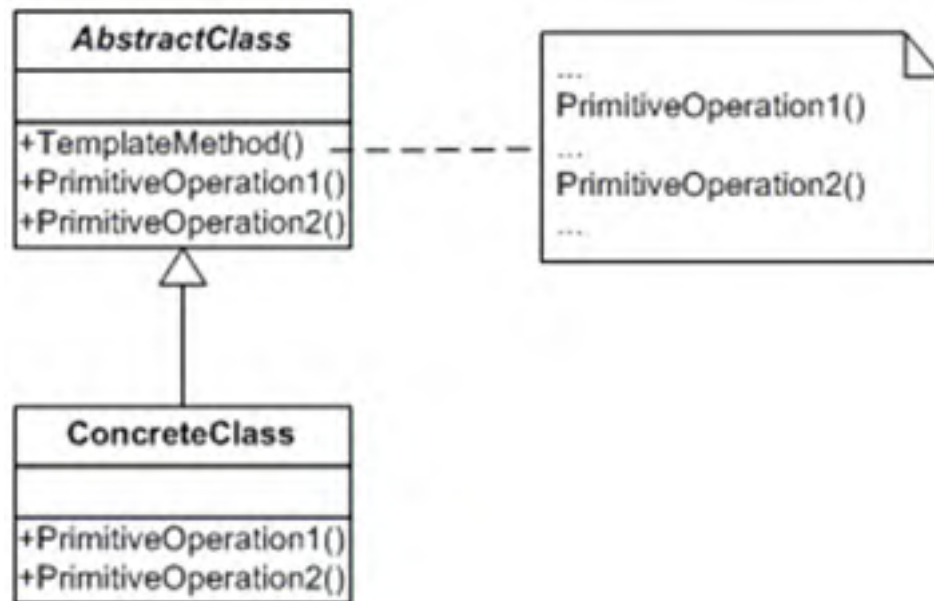 AbstractClass
+TemplateMethod()
+PrimitiveOperation1()
+PrimitiveOperation2()
...
PrimitiveOperation1()
...
PrimitiveOperation2()
...
ConcreteClass
+PrimitiveOperation1()
+PrimitiveOperation2()